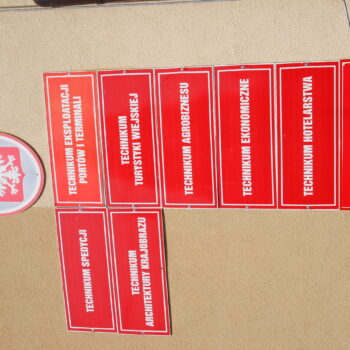 TECHNIKUM SPEDYCJI
TECHNIKUM
ARCHITEKTURY KRAJOBRAZU
TECHNIKUM EKSPLOATACJI
PORTÓW I TERMINALI
TECHNIKUM
TURYSTYKI WIEJSKIEJ
TECHNIKUM AGROBIZNESU
TECHNIKUM EKONOMICZNE
TECHNIKUM HOTELARSTWA